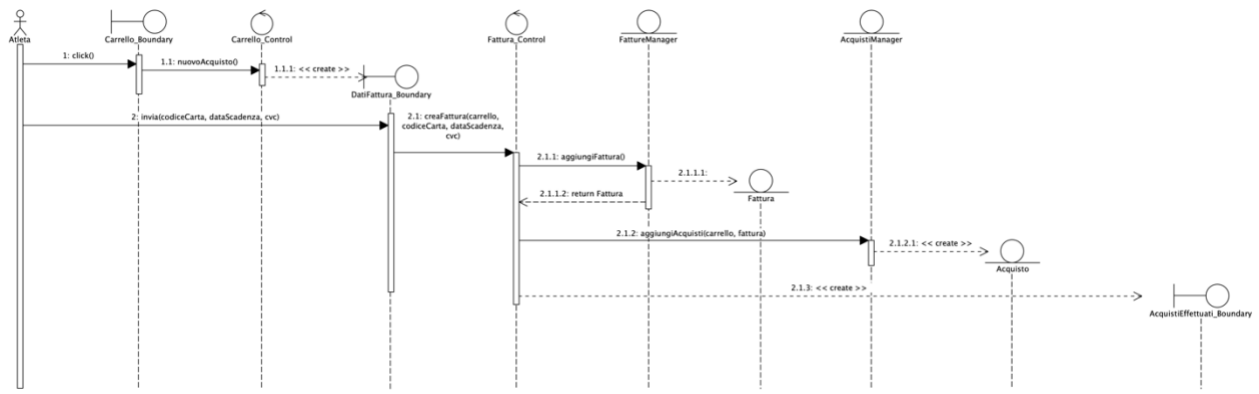 Atleta
Carrello_Boundary
Carrello_Control
Fattura_Control
FattureManager
AcquistiManager
1: click()
1.1: nuovoAcquisto()
1.1.1: << create >>
DatiFattura_Boundary
2: invia(codiceCarta, dataScadenza, cvc)
2.1: creaFattura(carrello,
codiceCarta, dataScadenza,
cvc)
2.1.1: aggiungiFattura()
2.1.1.1:
Fattura
2.1.1.2: return Fattura
2.1.2: aggiungiAcquisti(carrello, fattura)
2.1.2.1: << create >>
Acquisto
2.1.3: << create >>
AcquistiEffettuati_Boundary